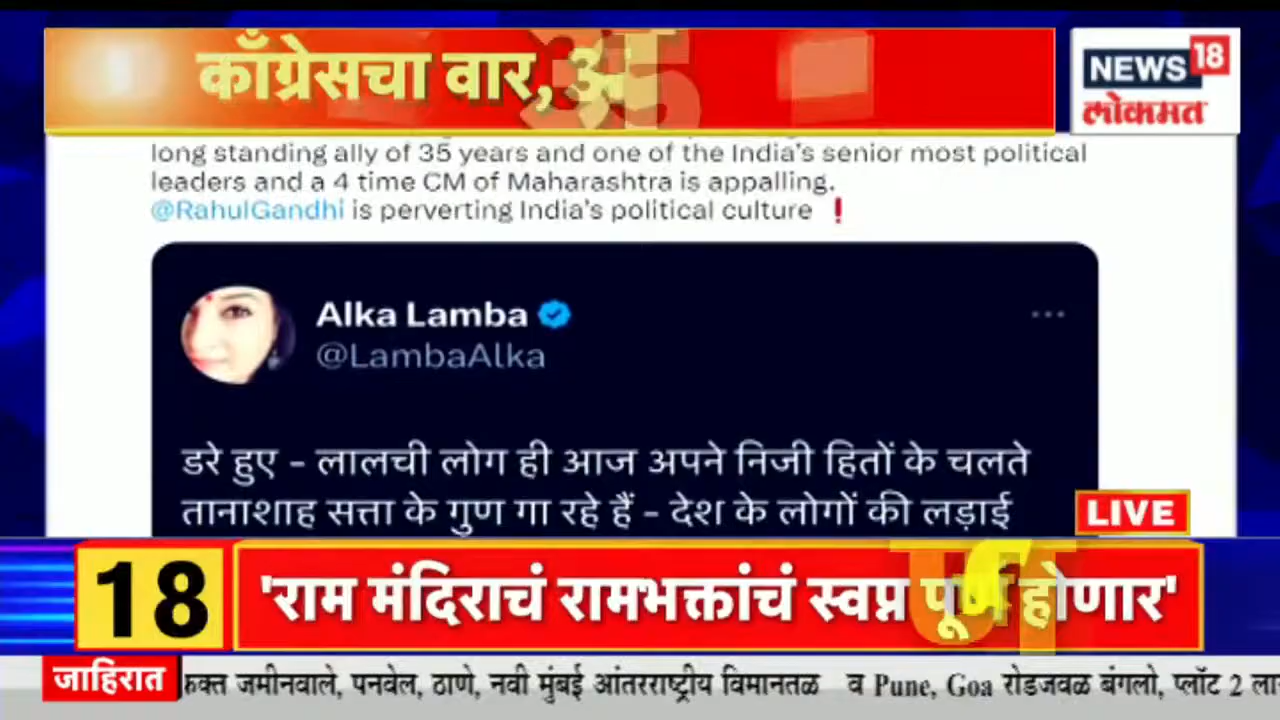 काँग्रेसचा वार,
NEWS 18
लोकमत
long standing ally of 35 years and one of the India's senior most political
leaders and a 4 time CM of Maharashtra is appalling.
@RahulGandhi is perverting India's political culture ❗
Alka Lamba
@LambaAlka
डरे हुए - लालची लोग ही आज अपने निजी हितों के चलते
तानाशाह सत्ता के गुण गा रहे हैं - देश के लोगों की लड़ाई
LIVE
18
'राम मंदिराचं रामभक्तांचं स्वप्न पूर्ण होणार'
जाहिरात
जमीनवाले, पनवेल, ठाणे, नवी मुंबई आंतरराष्ट्रीय विमानतळ व Pune, Goa रोडजवळ बंगलो, प्लॉट 2